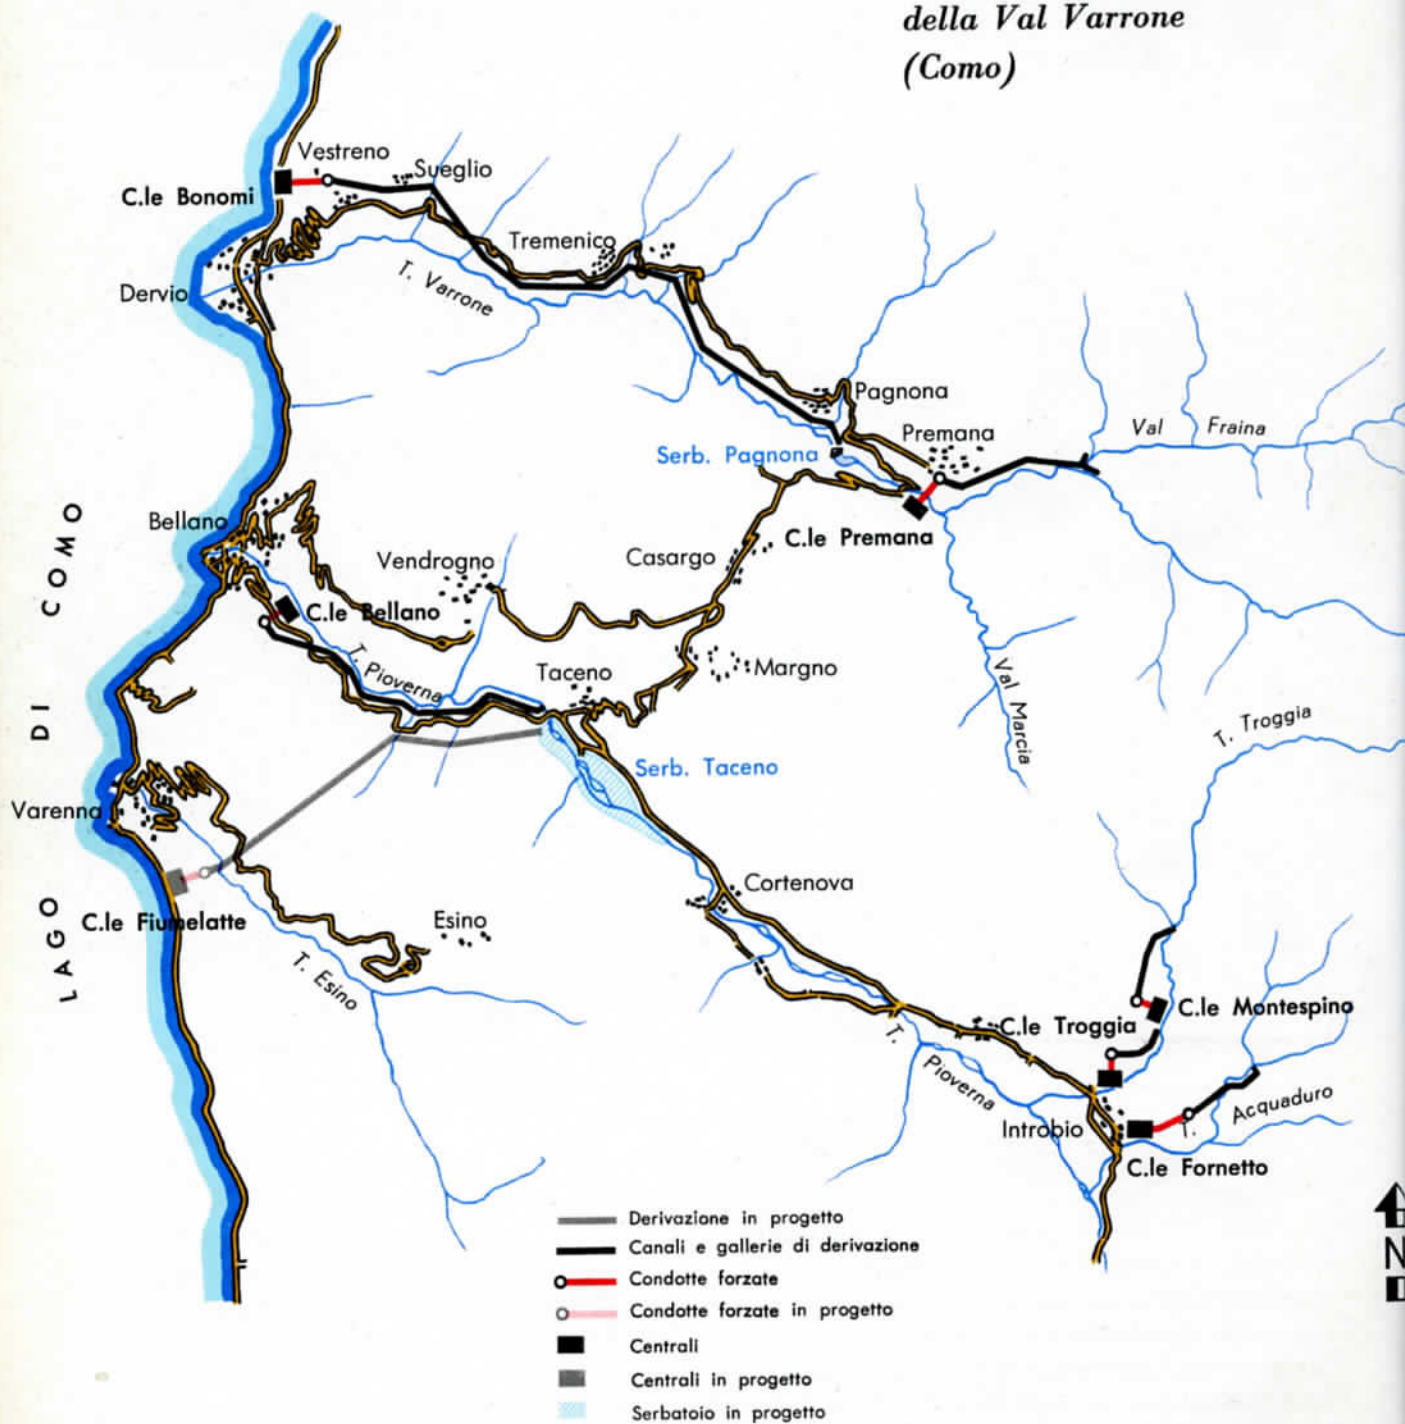 della Val Varrone
(Como)
Vestreno
Sueglio
C.le Bonomi
Tremenico
Dervio
T. Varrone
Pagnona
Premana
Val Fraina
Serb. Pagnona
Bellano
C.le Premana
Casargo
Vendrogno
C.le Bellano
T. Pioverna
Taceno
Margno
Val Marcia
T. Troggia
Serb. Taceno
Varenna
Cortenova
C.le Fiumelatte
Esino
T. Esino
C.le Montespino
C.le Troggia
T. Pioverna
T. Acquaduro
Introbio
C.le Fornetto
LAGO DI COMO
Derivazione in progetto
Canali e gallerie di derivazione
Condotte forzate
Condotte forzate in progetto
Centrali
Centrali in progetto
Serbatoio in progetto
N